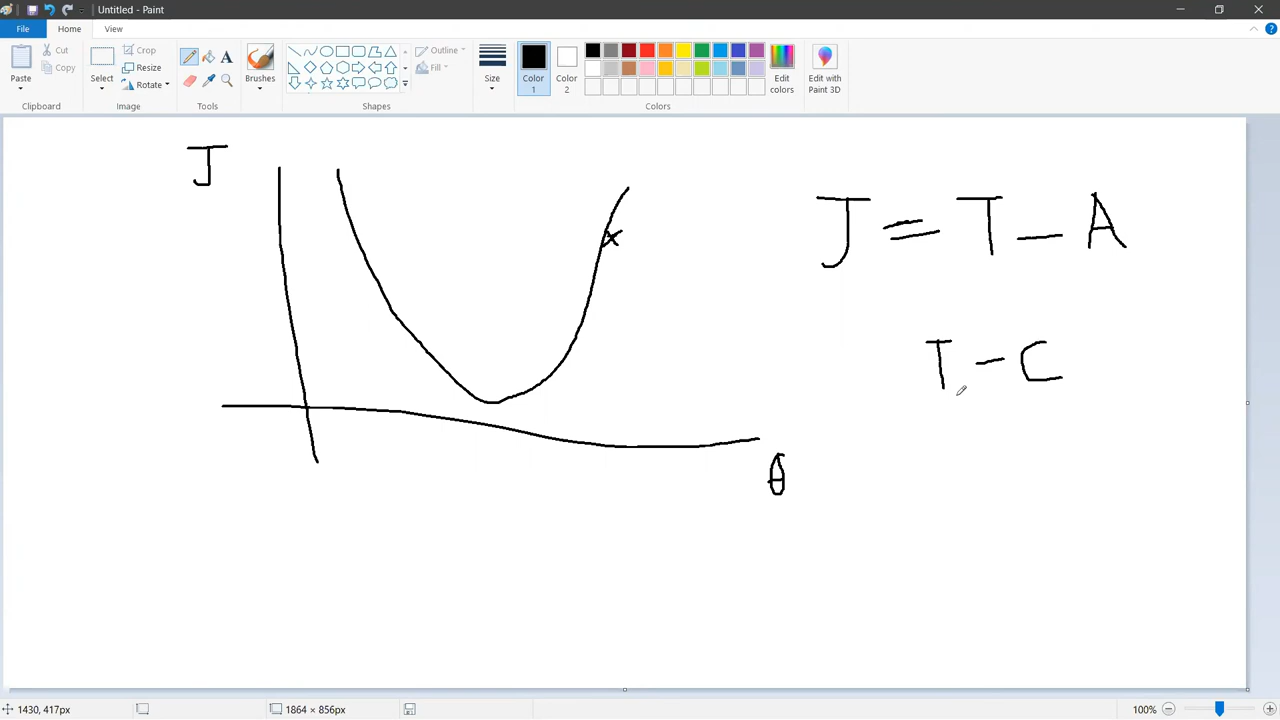 Untitled - Paint
File
Home
View
Paste
Cut
Copy
Clipboard
Select
Crop
Resize
Rotate
Image
Tools
Brushes
Outline
Fill
Shapes
Size
Color 1
Color 2
Edit colors
Colors
Edit with Paint 3D
J
J = T - A
T - C
θ
1430, 417px
1864 × 856px
100%